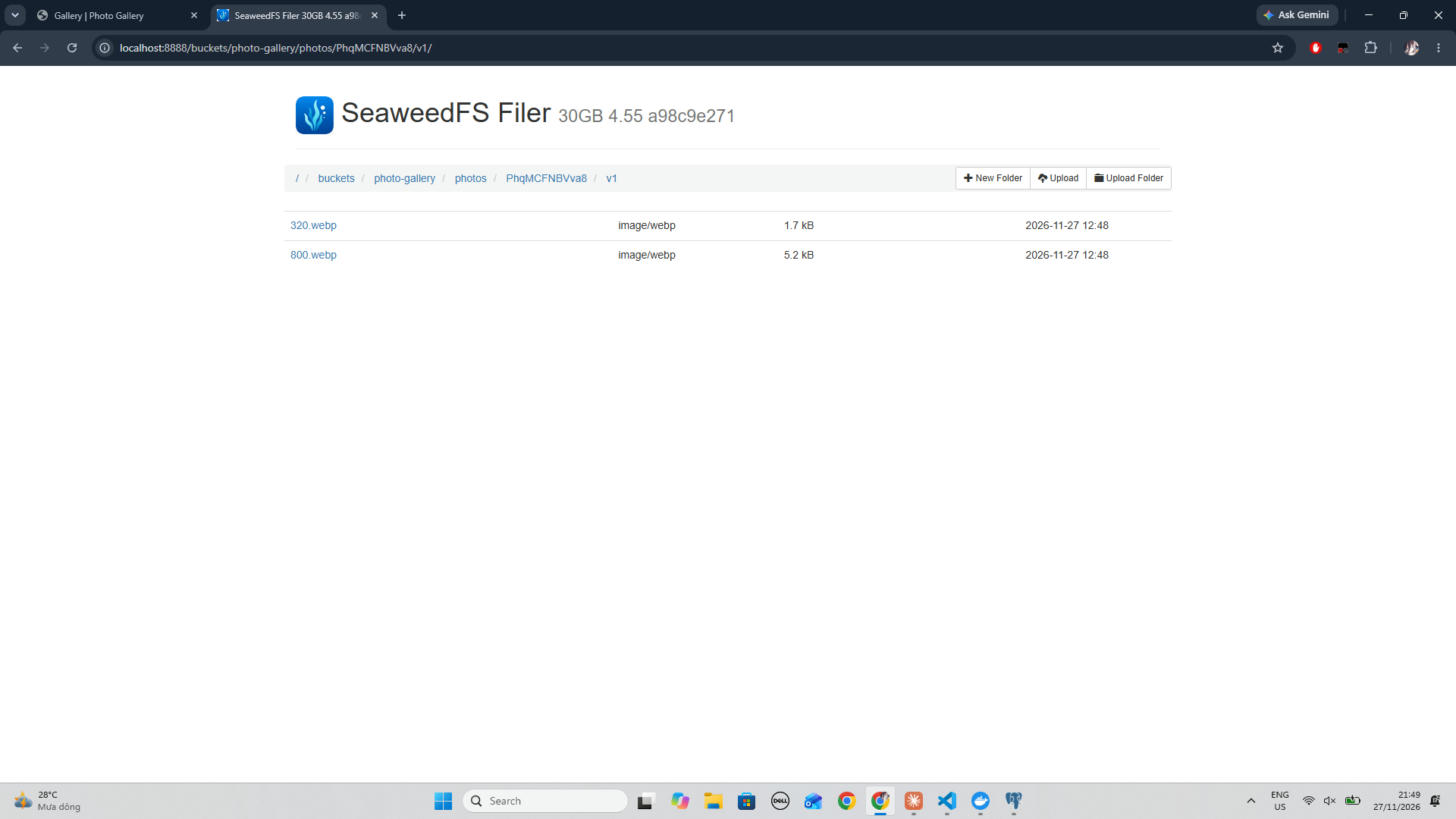 Gallery | Photo Gallery
SeaweedFS Filer 30GB 4.55 a98
Ask Gemini
localhost:8888/buckets/photo-gallery/photos/PhqMCFNBVva8/v1/
SeaweedFS Filer 30GB 4.55 a98c9e271
/ / buckets / photo-gallery / photos / PhqMCFNBVva8 / v1
New Folder Upload Upload Folder
320.webp image/webp 1.7 kB 2026-11-27 12:48
800.webp image/webp 5.2 kB 2026-11-27 12:48
28°C
Mưa dông
Search
DELL
ENG
US
21:49
27/11/2026